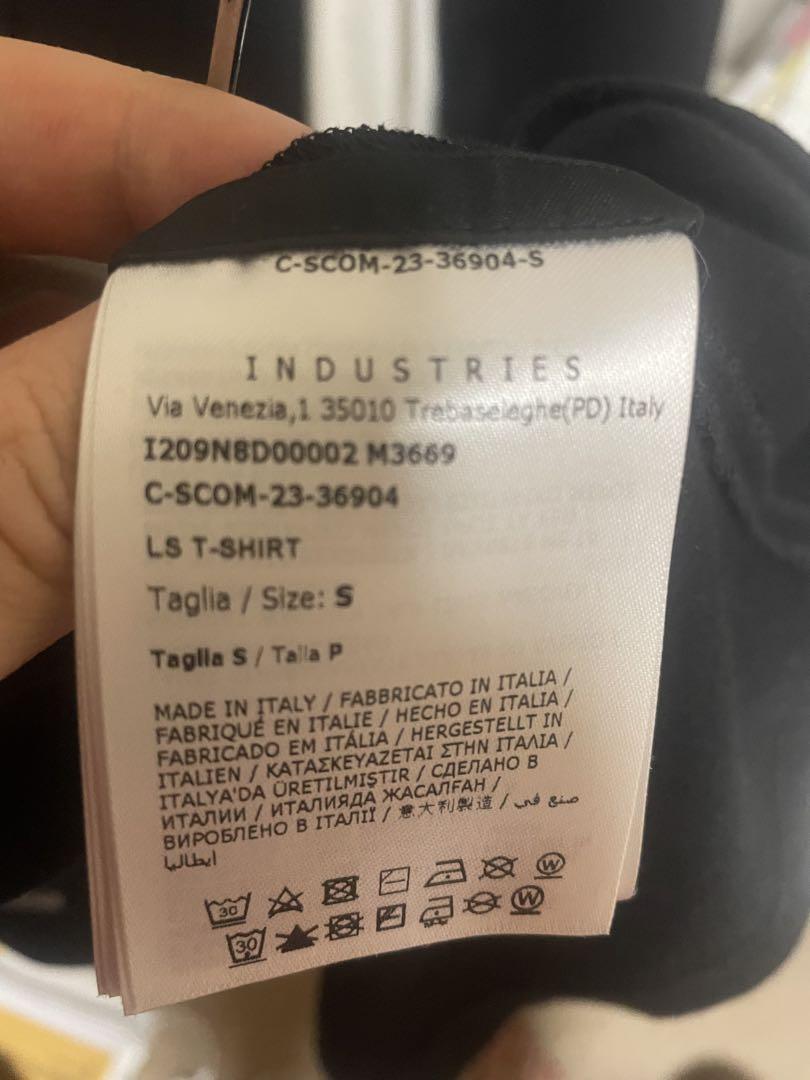 C-SCOM-23-36904-S
INDUSTRIES
Via Venezia,1 35010 Trebaseleghe(PD) Italy
I209N8D00002 M3669
C-SCOM-23-36904
LS T-SHIRT
Taglia / Size: S
Taglia S / Talla P
MADE IN ITALY / FABBRICATO IN ITALIA /
FABRIQUÉ EN ITALIE / HECHO EN ITALIA /
FABRICADO EM ITÁLIA / HERGESTELLT IN
ITALIEN / ΚΑΤΑΣΚΕΥΑΖΕΤΑΙ ΣΤΗΝ ΙΤΑΛΙΑ /
ITALYA'DA ÜRETILMIŞTIR / СДЕЛАНО В
ИТАЛИИ / ИТАЛИЯДА ЖАСАЛҒАН /
ВИРОБЛЕНО В ІТАЛІЇ / 意大利製造 / صنع في
ايطاليا
30 W
30 W